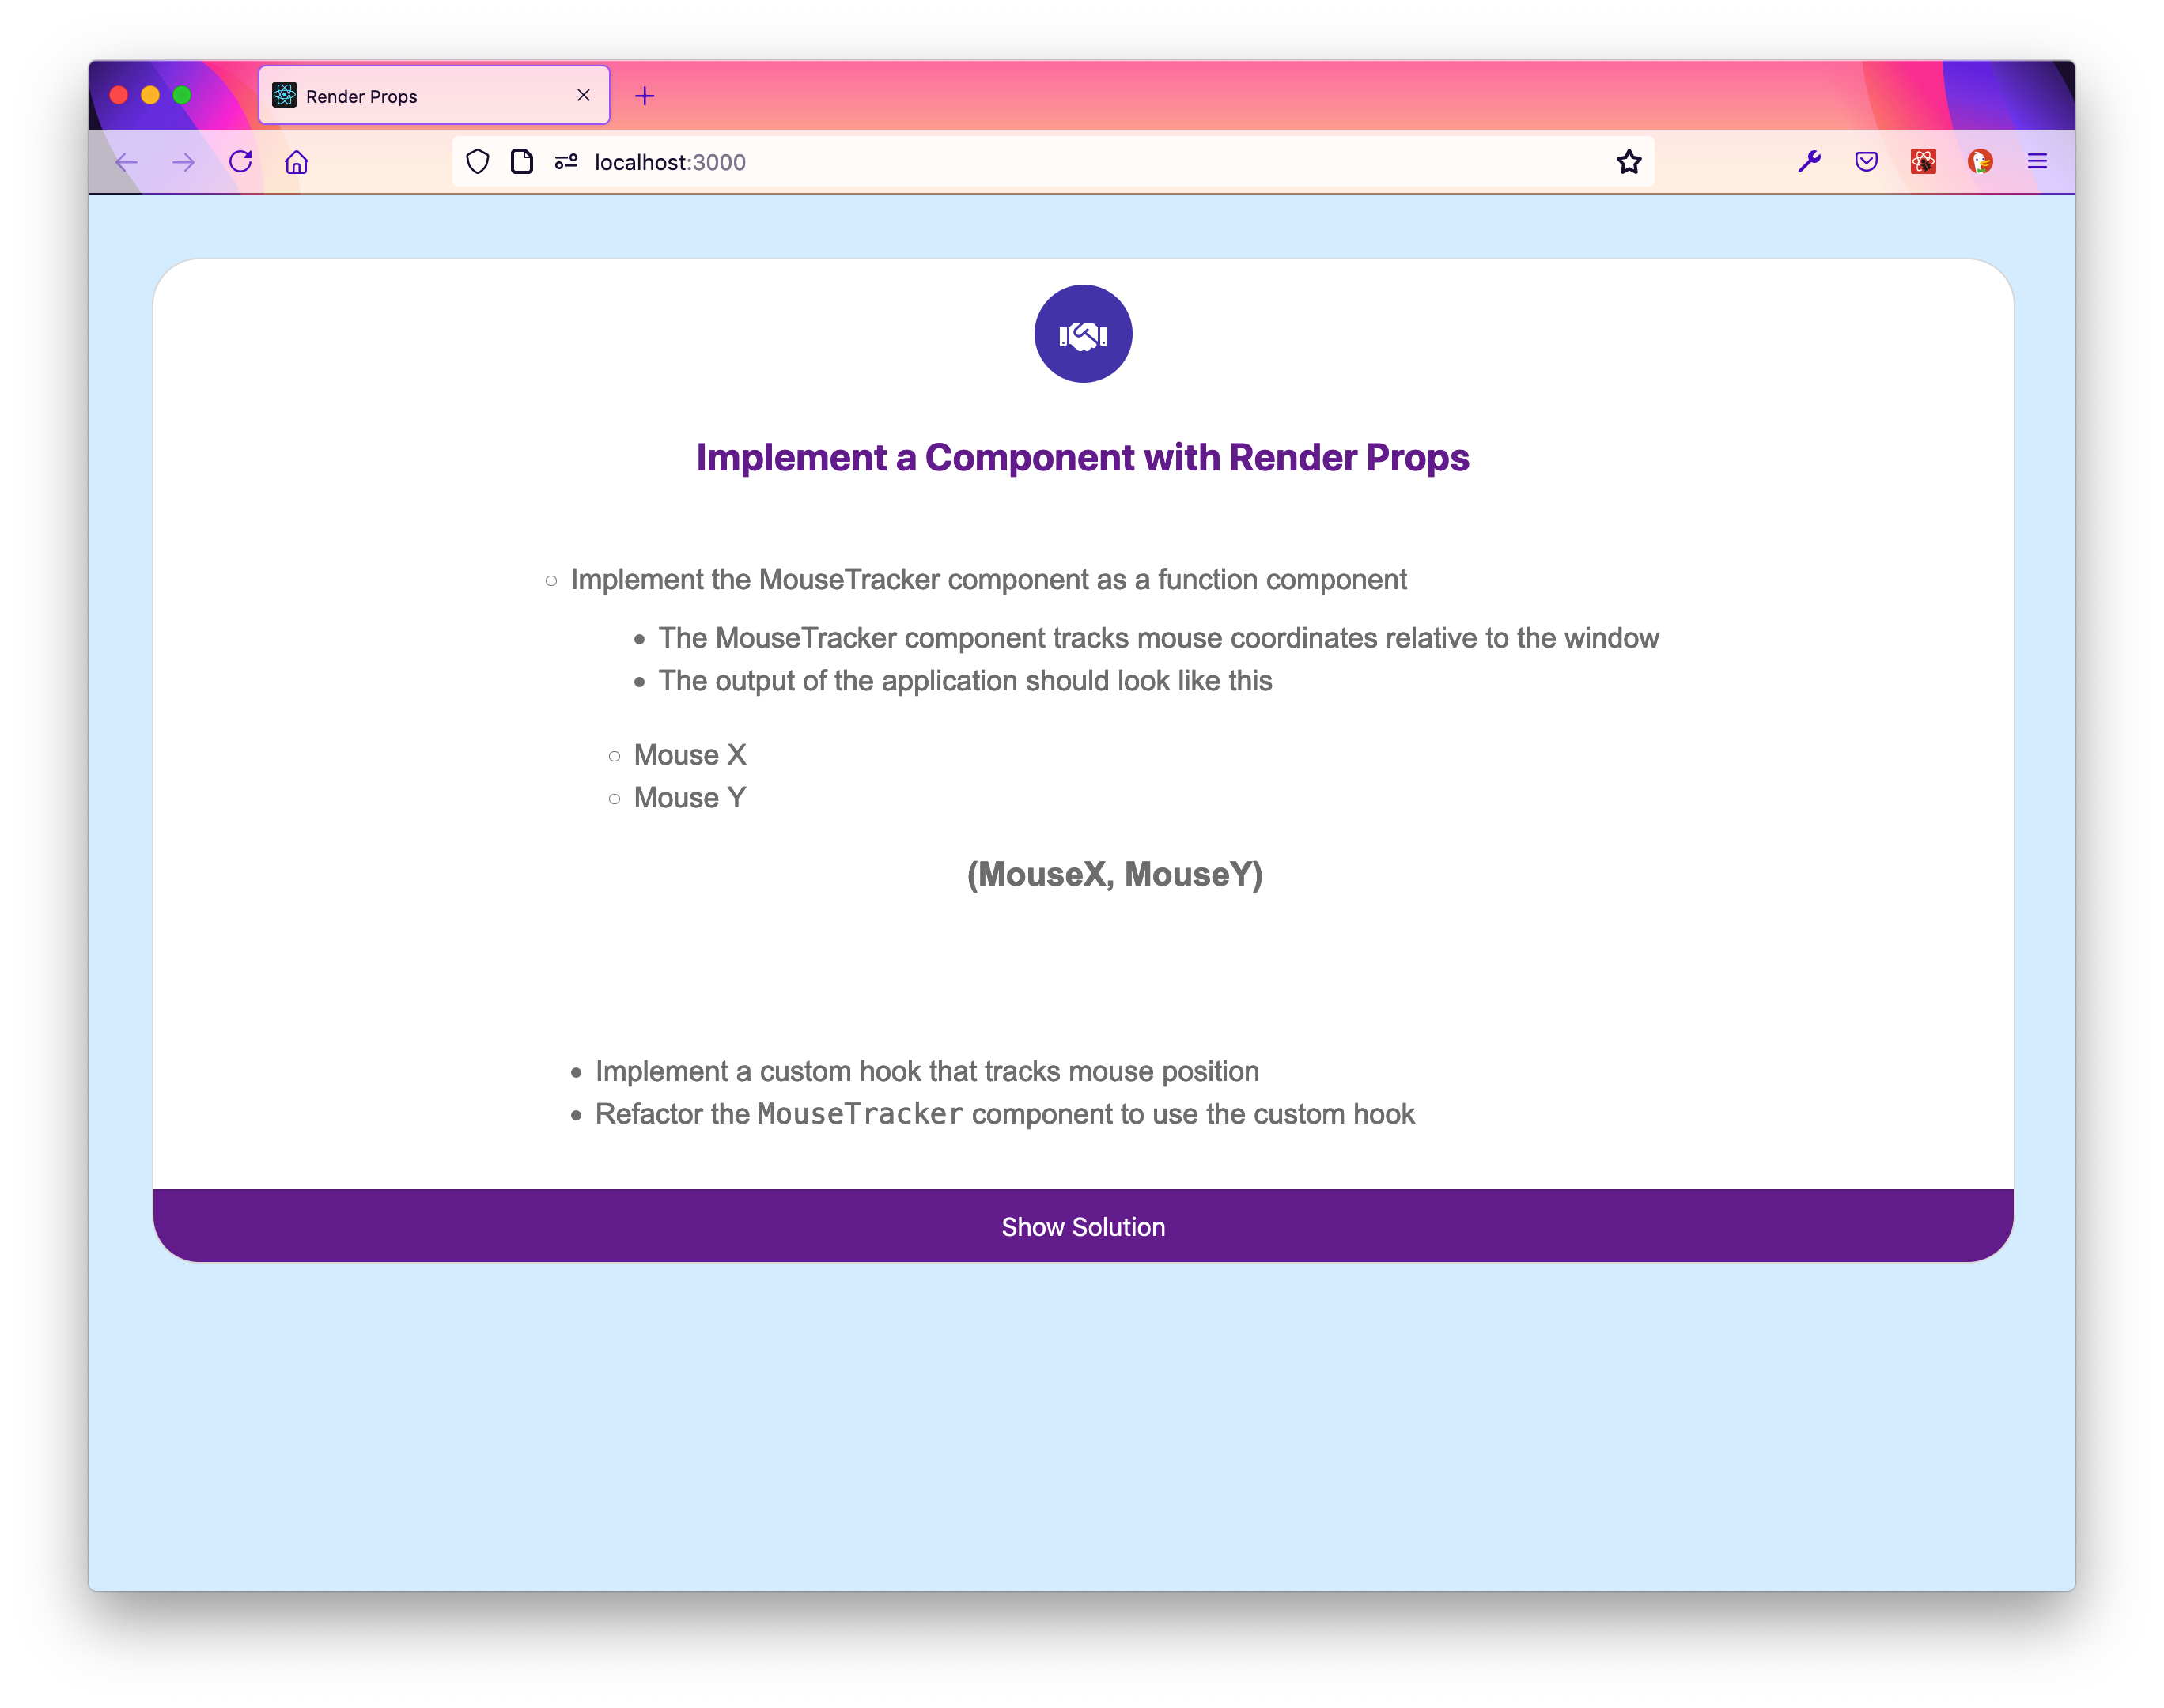 Render Props
localhost:3000
Implement a Component with Render Props
Implement the MouseTracker component as a function component
The MouseTracker component tracks mouse coordinates relative to the window
The output of the application should look like this
Mouse X
Mouse Y
(MouseX, MouseY)
Implement a custom hook that tracks mouse position
Refactor the MouseTracker component to use the custom hook
Show Solution